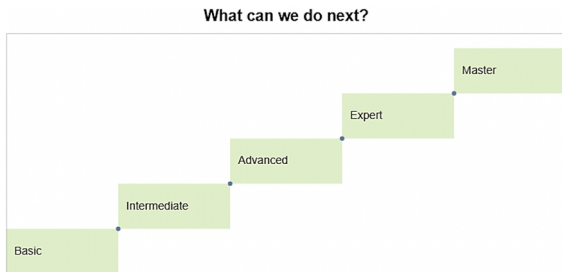 What can we do next?
Master
Expert
Advanced
Intermediate
Basic